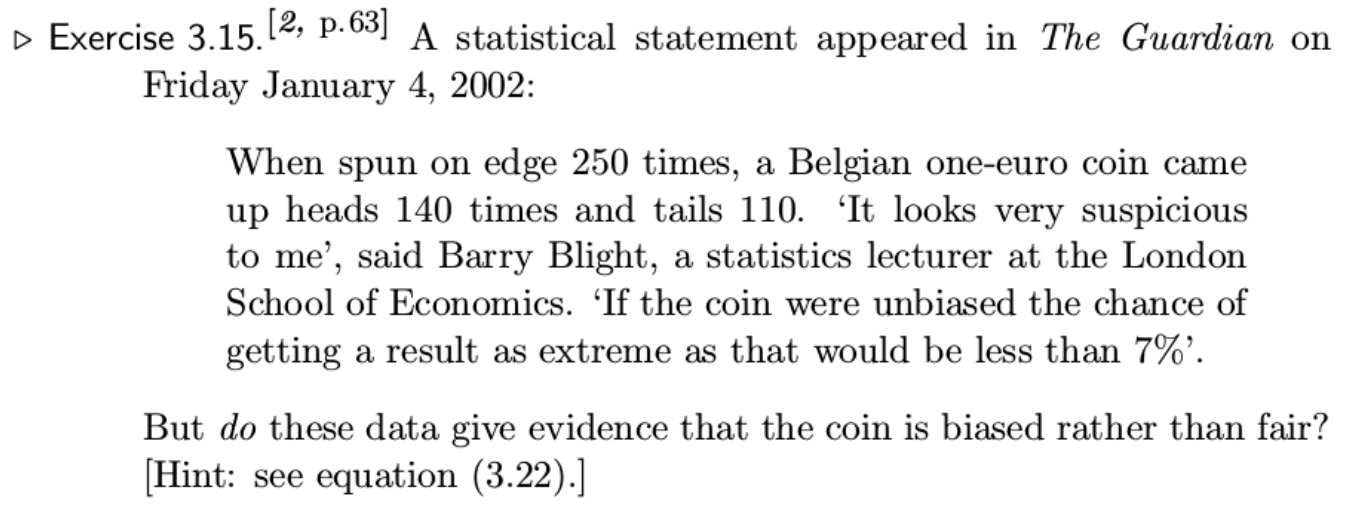 ▷ Exercise 3.15.[2, p.63] A statistical statement appeared in The Guardian on
Friday January 4, 2002:
When spun on edge 250 times, a Belgian one-euro coin came
up heads 140 times and tails 110. ‘It looks very suspicious
to me’, said Barry Blight, a statistics lecturer at the London
School of Economics. ‘If the coin were unbiased the chance of
getting a result as extreme as that would be less than 7%’.
But do these data give evidence that the coin is biased rather than fair?
[Hint: see equation (3.22).]